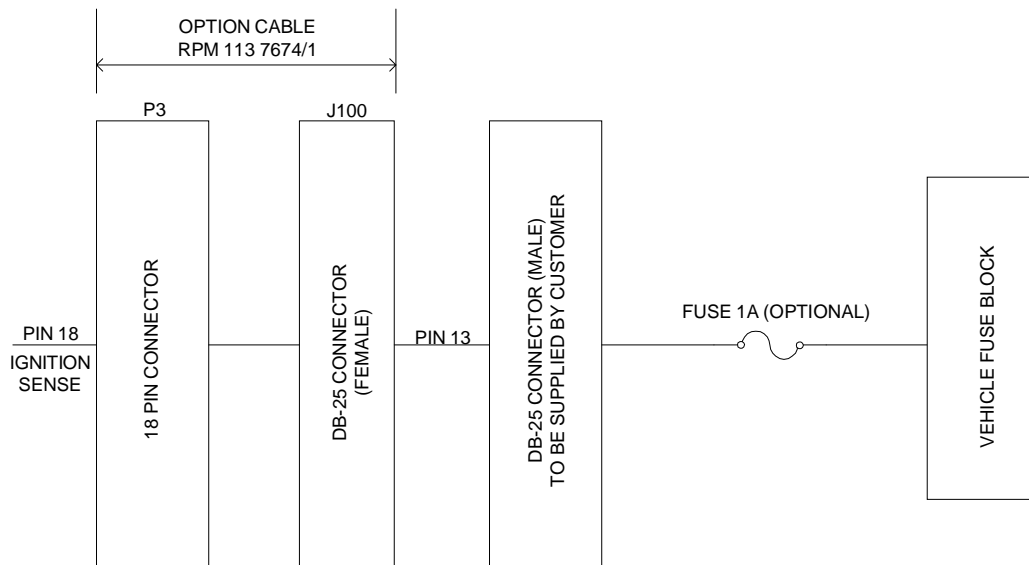 OPTION CABLE
RPM 113 7674/1
P3
J100
PIN 18
IGNITION
SENSE
18 PIN CONNECTOR
DB-25 CONNECTOR
(FEMALE)
PIN 13
DB-25 CONNECTOR (MALE)
TO BE SUPPLIED BY CUSTOMER
FUSE 1A (OPTIONAL)
VEHICLE FUSE BLOCK